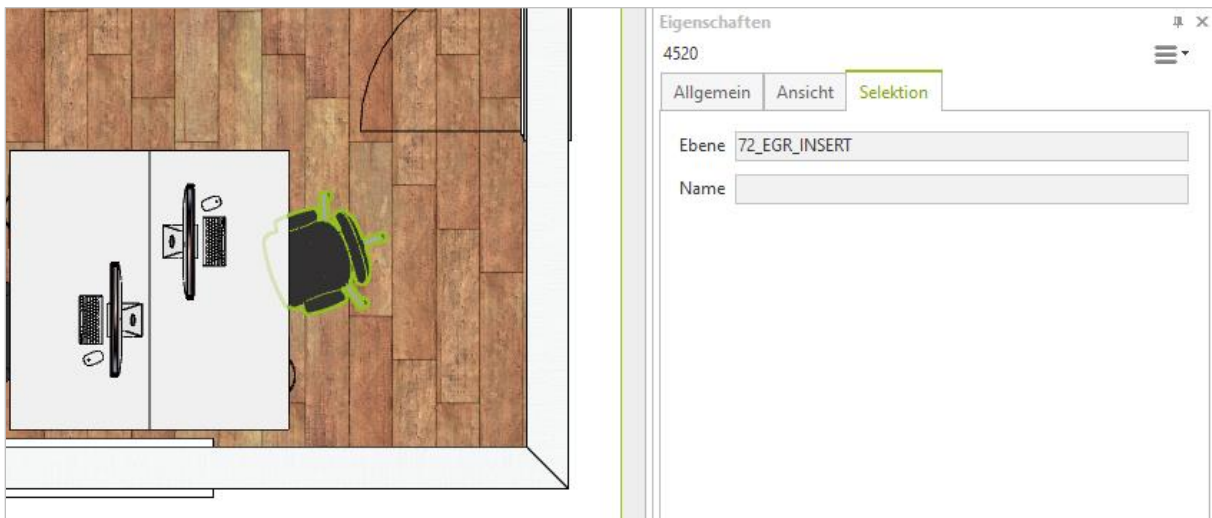 Eigenschaften
4520
Allgemein Ansicht Selektion
Ebene 72_EGR_INSERT
Name